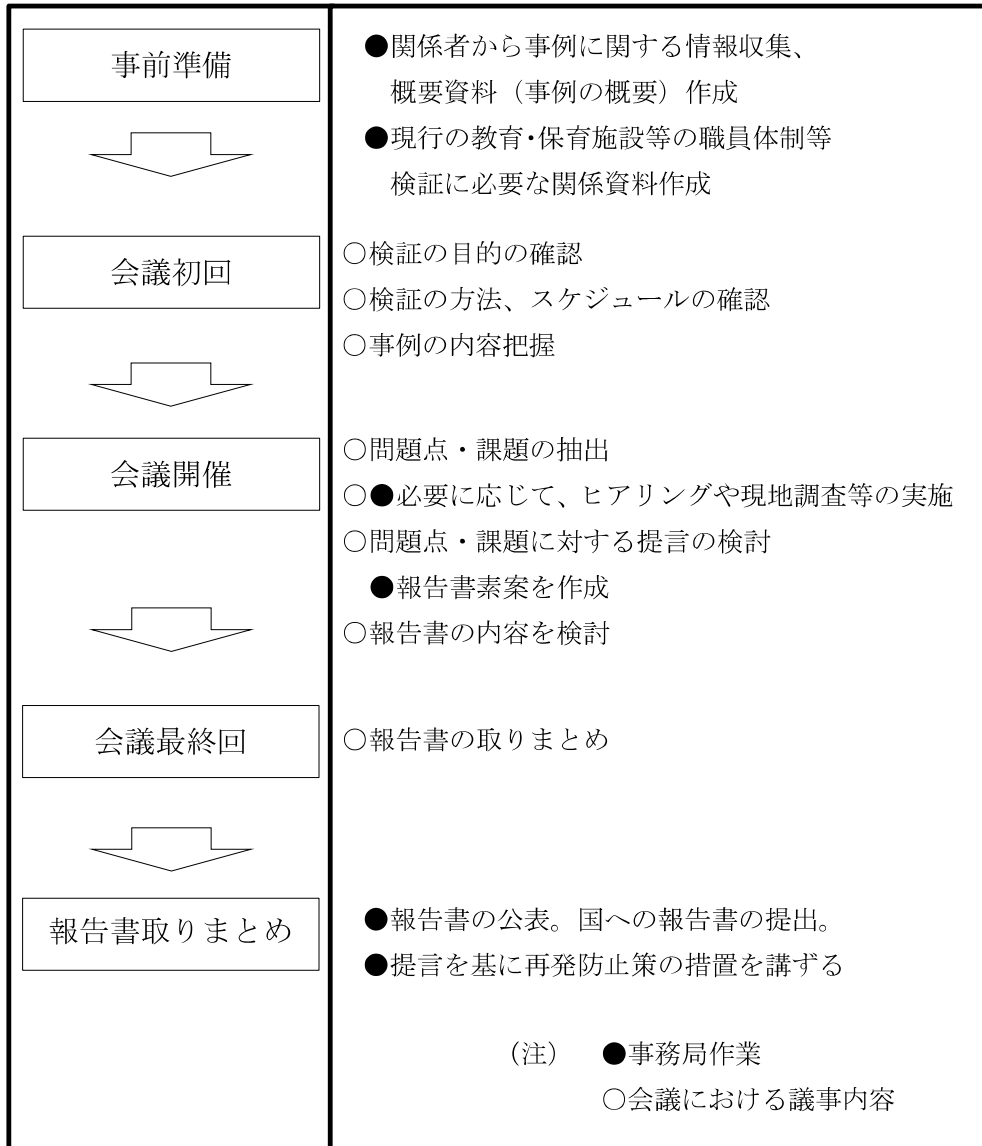 事前準備
●関係者から事例に関する情報収集、
概要資料（事例の概要）作成
●現行の教育･保育施設等の職員体制等
検証に必要な関係資料作成
会議初回
○検証の目的の確認
○検証の方法、スケジュールの確認
○事例の内容把握
会議開催
○問題点・課題の抽出
○●必要に応じて、ヒアリングや現地調査等の実施
○問題点・課題に対する提言の検討
●報告書素案を作成
○報告書の内容を検討
会議最終回
○報告書の取りまとめ
報告書取りまとめ
●報告書の公表。国への報告書の提出。
●提言を基に再発防止策の措置を講ずる
（注） ●事務局作業
○会議における議事内容